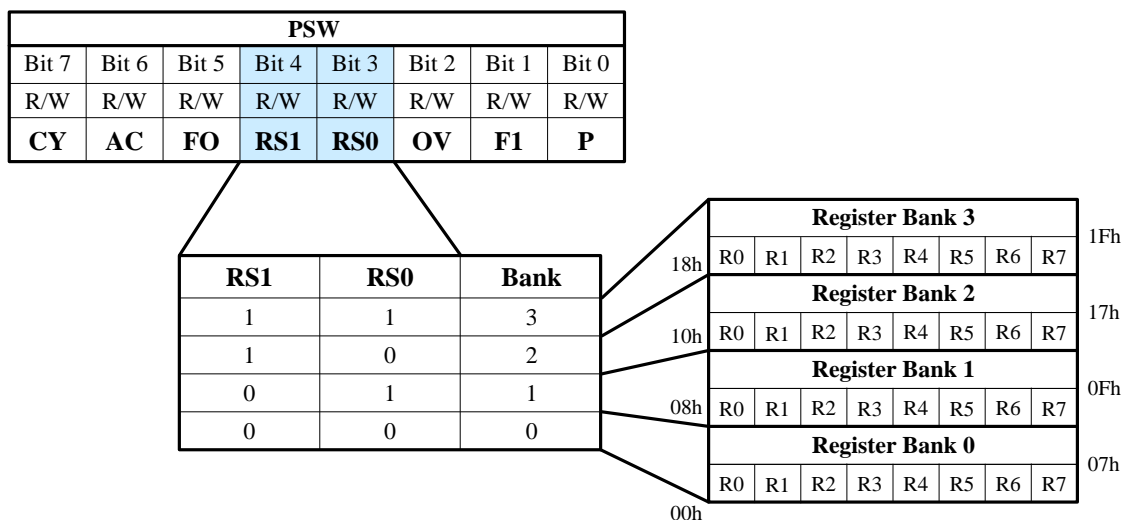 PSW
Bit 7 Bit 6 Bit 5 Bit 4 Bit 3 Bit 2 Bit 1 Bit 0
R/W R/W R/W R/W R/W R/W R/W R/W
CY AC FO RS1 RS0 OV F1 P
RS1 RS0 Bank
1 1 3
1 0 2
0 1 1
0 0 0
Register Bank 3
1Fh
18h R0 R1 R2 R3 R4 R5 R6 R7
Register Bank 2
17h
10h R0 R1 R2 R3 R4 R5 R6 R7
Register Bank 1
0Fh
08h R0 R1 R2 R3 R4 R5 R6 R7
Register Bank 0
07h
R0 R1 R2 R3 R4 R5 R6 R7
00h